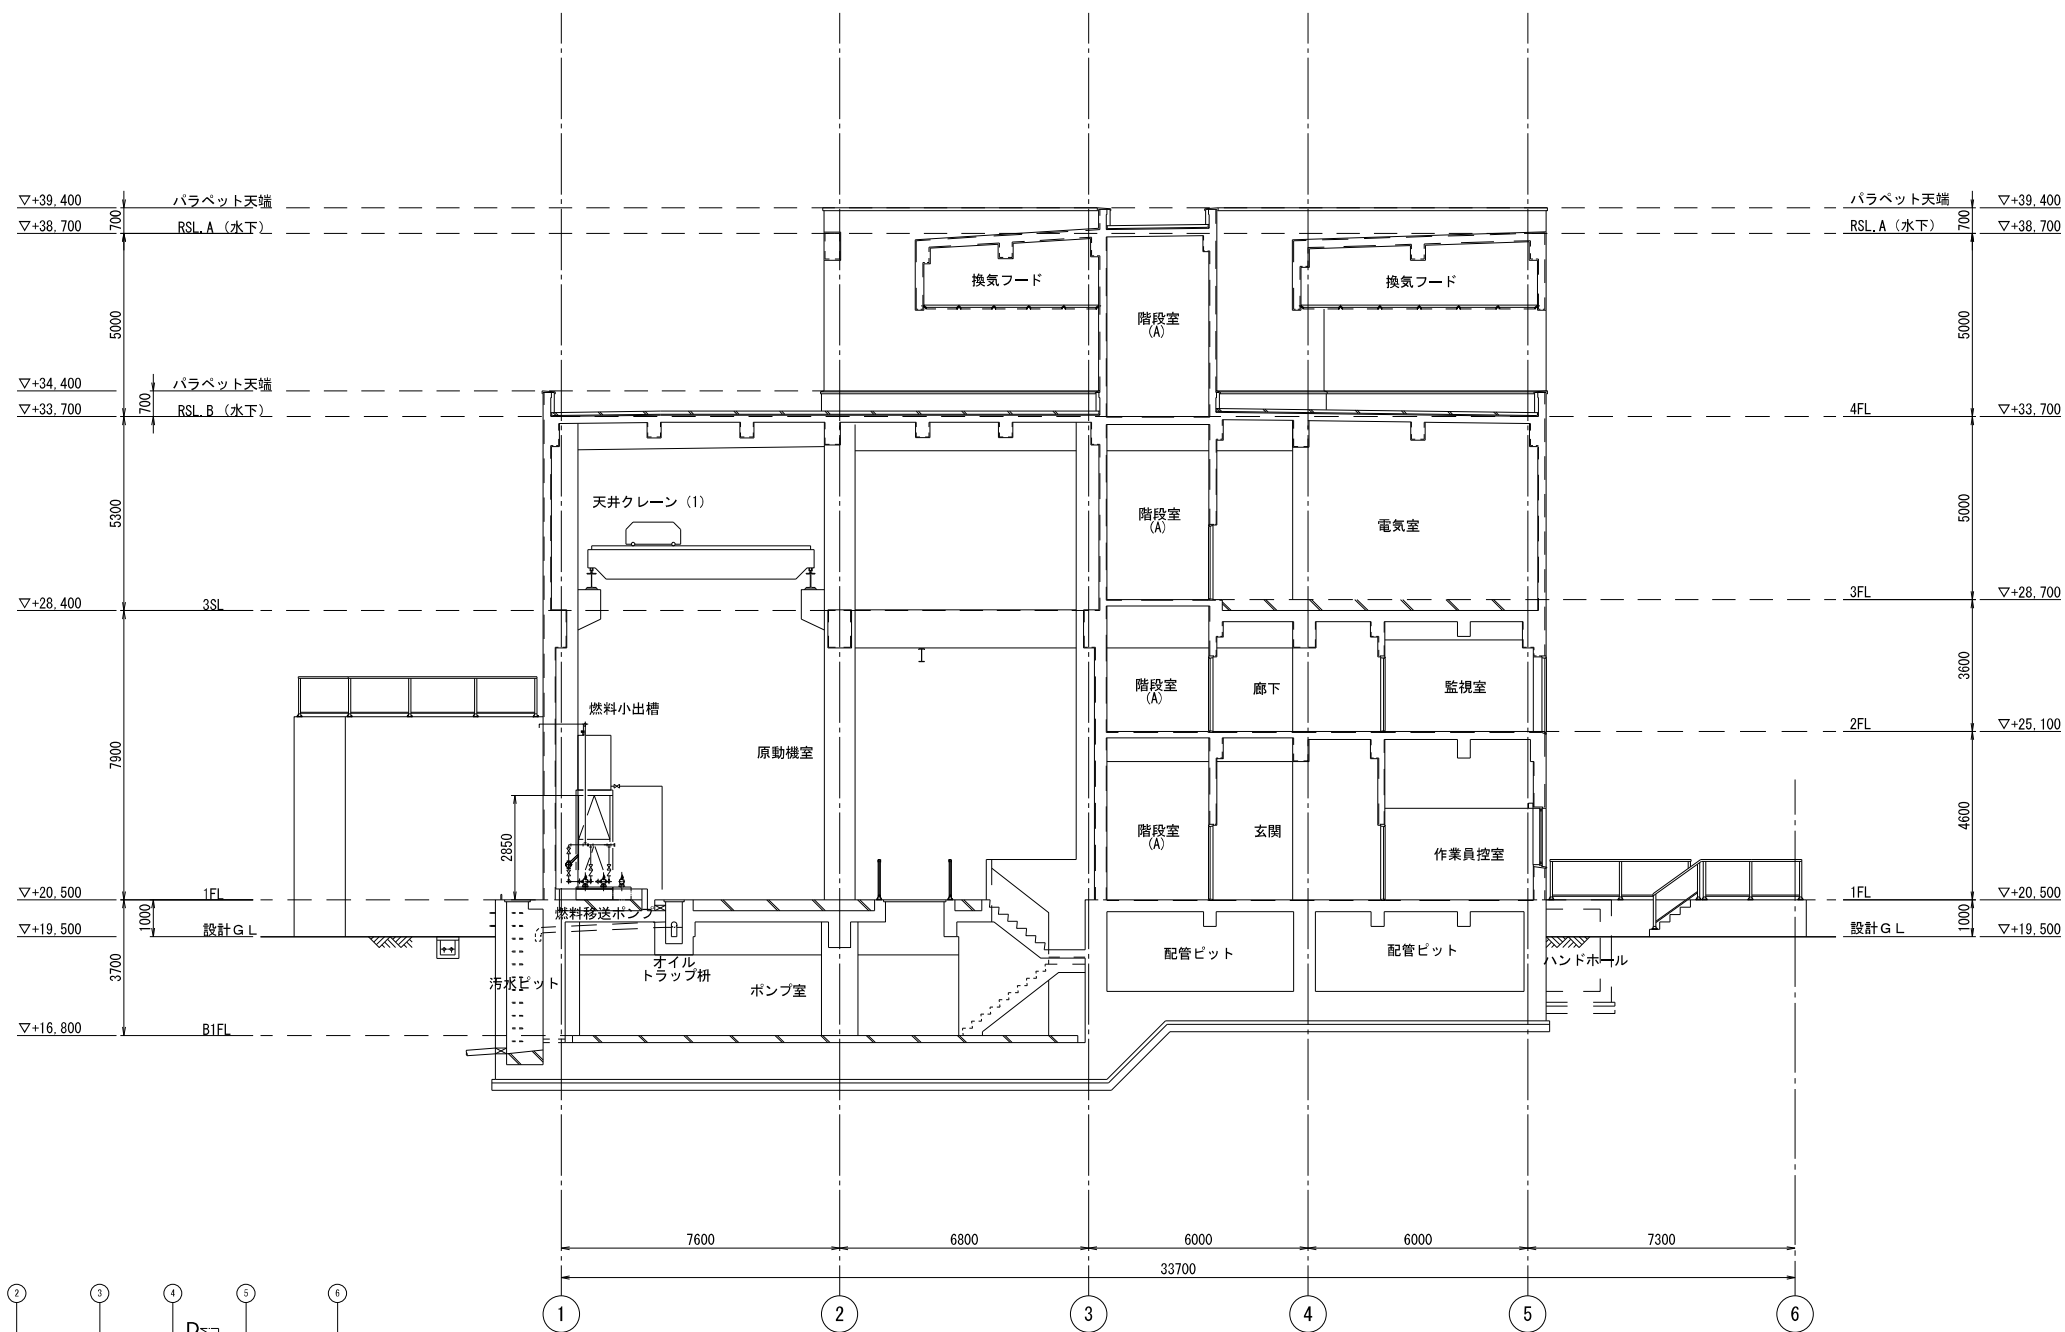 ▽+39,400 パラペット天端
700
▽+38,700 RSL.A (水下)
5000
▽+34,400 パラペット天端
700
▽+33,700 RSL.B (水下)
5300
▽+28,400 3SL
7900
▽+20,500 1FL
1000
▽+19,500 設計GL
3700
▽+16,800 B1FL
パラペット天端 ▽+39,400
700
RSL.A (水下) ▽+38,700
5000
4FL ▽+33,700
5000
3FL ▽+28,700
3600
2FL ▽+25,100
4600
1FL ▽+20,500
1000
設計GL ▽+19,500
換気フード
換気フード
階段室
(A)
天井クレーン (1)
階段室
(A)
電気室
階段室
(A)
廊下
監視室
燃料小出槽
原動機室
2850
階段室
(A)
玄関
作業員控室
燃料移送ポンプ
オイル
トラップ枡
汚水ピット
ポンプ室
配管ピット
配管ピット
ハンドホール
7600
6800
6000
6000
7300
33700
1
2
3
4
5
6
2
3
4
5
6